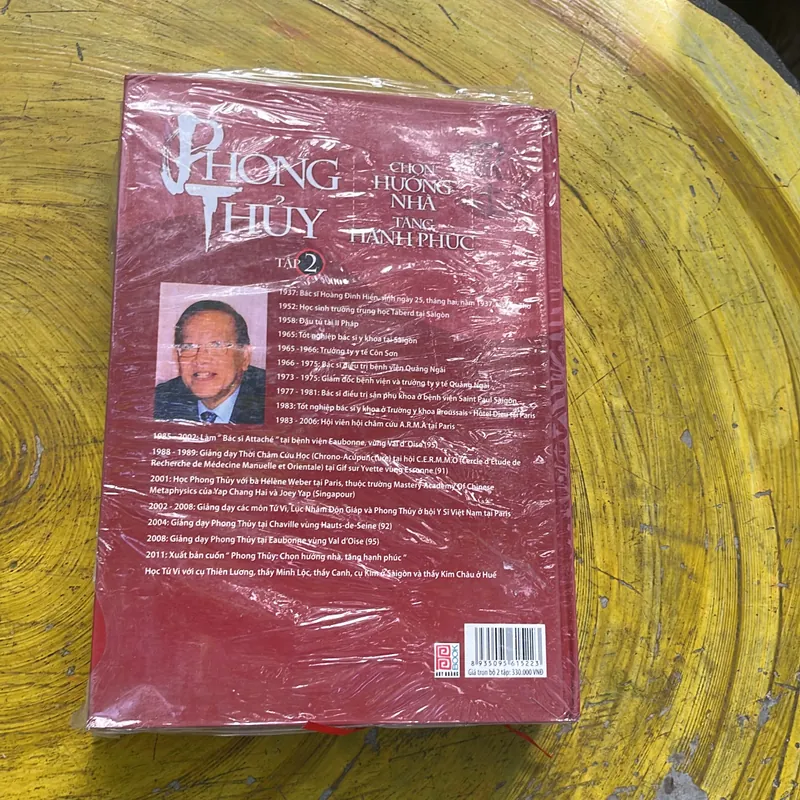 PHONG
THỦY
TẬP 2
CHỌN
HƯỚNG
NHÀ
TĂNG
HẠNH PHÚC
1937: Bác sĩ Hoàng Đình Hiền, sinh ngày 25, tháng hai, năm 1937
1952: Học sinh trường trung học Taberd tại Sàigòn
1958: Đậu tú tài II Pháp
1965: Tốt nghiệp bác sĩ y khoa tại Sàigòn
1965 - 1966: Trường y tế Côn Sơn
1966 - 1975: Bác sĩ điều trị bệnh viện Quảng Ngãi
1973 - 1975: Giám đốc bệnh viện và trường ty y tế Quảng Ngãi
1977 - 1981: Bác sĩ điều trị sản phụ khoa ở bệnh viện Saint Paul Sàigòn
1983: Tốt nghiệp bác sĩ y khoa ở Trường y khoa Broussais - Hôtel Dieu tại Paris
1983 - 2006: Hội viên hội châm cứu A.R.M.A tại Paris
1985 - 2002: Làm " Bác sĩ Attaché " tại bệnh viện Eaubonne, vùng Val d' Oise (95)
1988 - 1989: Giảng dạy Thời Châm Cứu Học (Chrono-Acupuncture) tại hội C.E.R.M.M.O (Cercle d'Etude de
Recherche de Médecine Manuelle et Orientale) tại Gif sur Yvette vùng Essonne (91)
2001: Học Phong Thủy với bà Hélène Weber tại Paris, thuộc trường Mastery Academy Of Chinese
Metaphysics của Yap Chang Hai và Joey Yap (Singapour)
2002 - 2008: Giảng dạy các môn Tử Vi, Lục Nhâm Độn Giáp và Phong Thủy ở hội Y Sĩ Việt Nam tại Paris
2004: Giảng dạy Phong Thủy tại Chaville vùng Hauts-de-Seine (92)
2008: Giảng dạy Phong Thủy tại Eaubonne vùng Val d'Oise (95)
2011: Xuất bản cuốn " Phong Thủy: Chọn hướng nhà, tăng hạnh phúc "
Học Tử Vi với cụ Thiên Lương, thầy Minh Lộc, thầy Canh, cụ Kim ở Sàigòn và thầy Kim Châu ở Huế
BOOK
8 935095 615223
Giá trọn bộ 2 tập: 330.000 VNĐ